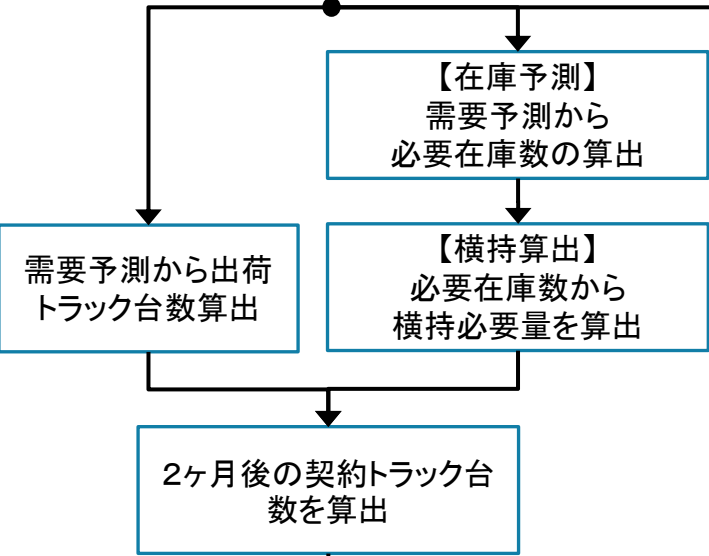 【在庫予測】
需要予測から
必要在庫数の算出
需要予測から出荷
トラック台数算出
【横持算出】
必要在庫数から
横持必要量を算出
2ヶ月後の契約トラック台
数を算出